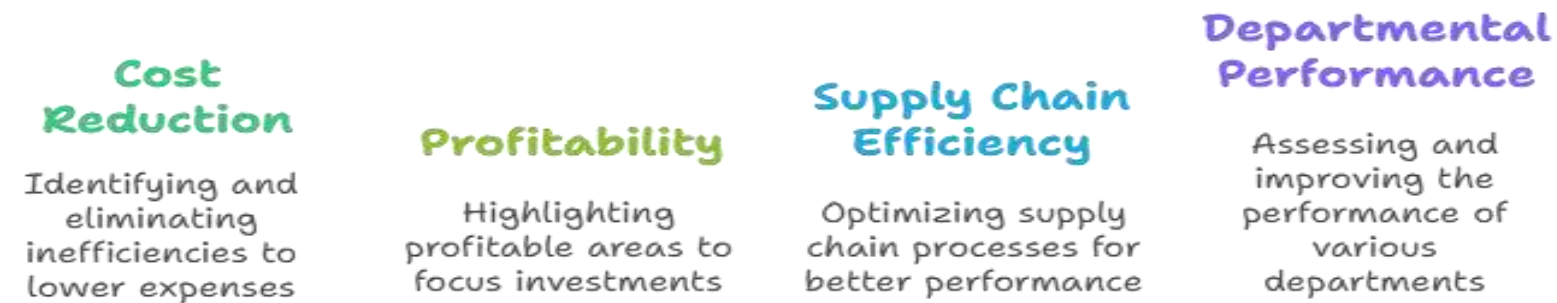 Cost
Reduction
Identifying and
eliminating
inefficiencies to
lower expenses
Profitability
Highlighting
profitable areas to
focus investments
Supply Chain
Efficiency
Optimizing supply
chain processes for
better performance
Departmental
Performance
Assessing and
improving the
performance of
various
departments